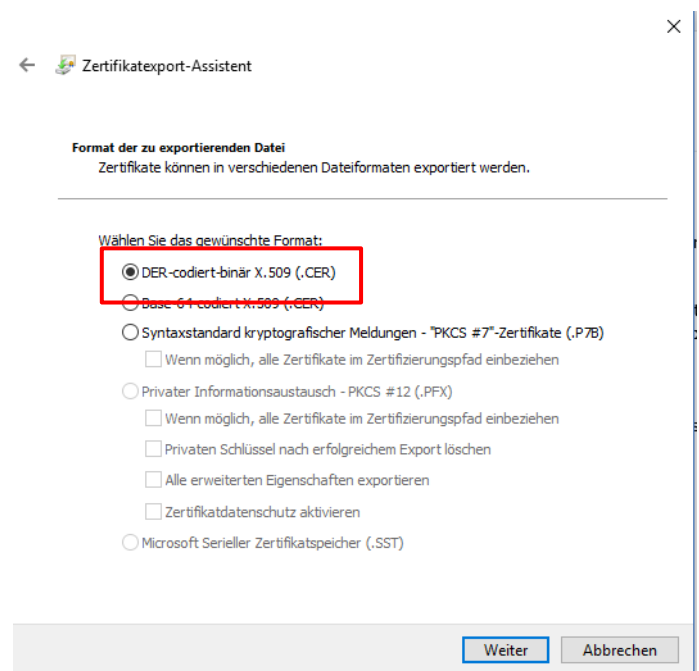 Zertifikatexport-Assistent
Format der zu exportierenden Datei
Zertifikate können in verschiedenen Dateiformaten exportiert werden.
Wählen Sie das gewünschte Format:
DER-codiert-binär X.509 (.CER)
Base-64-codiert X.509 (.CER)
Syntaxstandard kryptografischer Meldungen - "PKCS #7"-Zertifikate (.P7B)
Wenn möglich, alle Zertifikate im Zertifizierungspfad einbeziehen
Privater Informationsaustausch - PKCS #12 (.PFX)
Wenn möglich, alle Zertifikate im Zertifizierungspfad einbeziehen
Privaten Schlüssel nach erfolgreichem Export löschen
Alle erweiterten Eigenschaften exportieren
Zertifikatdatenschutz aktivieren
Microsoft Serieller Zertifikatspeicher (.SST)
Weiter Abbrechen